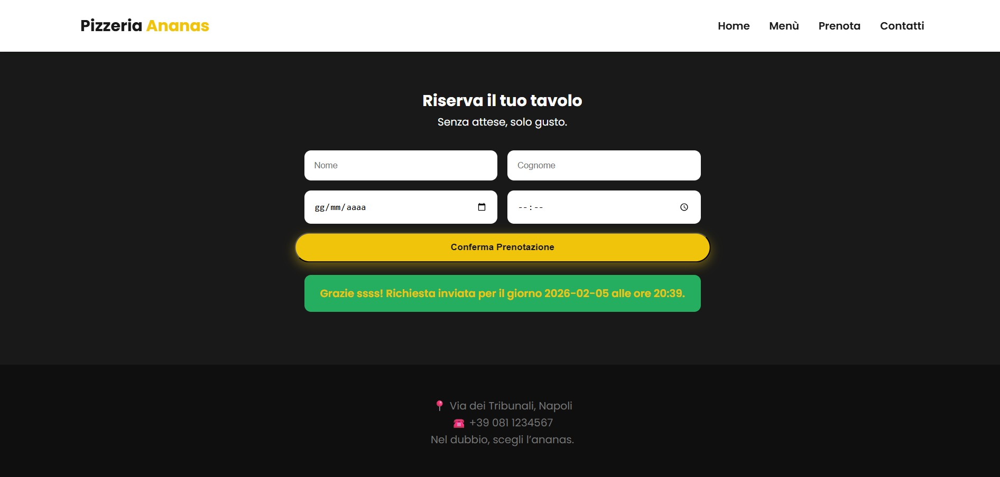 Pizzeria Ananas
Home Menù Prenota Contatti
Riserva il tuo tavolo
Senza attese, solo gusto.
Nome
Cognome
gg/mm/aaaa
--:--
Conferma Prenotazione
Grazie ssss! Richiesta inviata per il giorno 2026-02-05 alle ore 20:39.
Via dei Tribunali, Napoli
+39 081 1234567
Nel dubbio, scegli l’ananas.